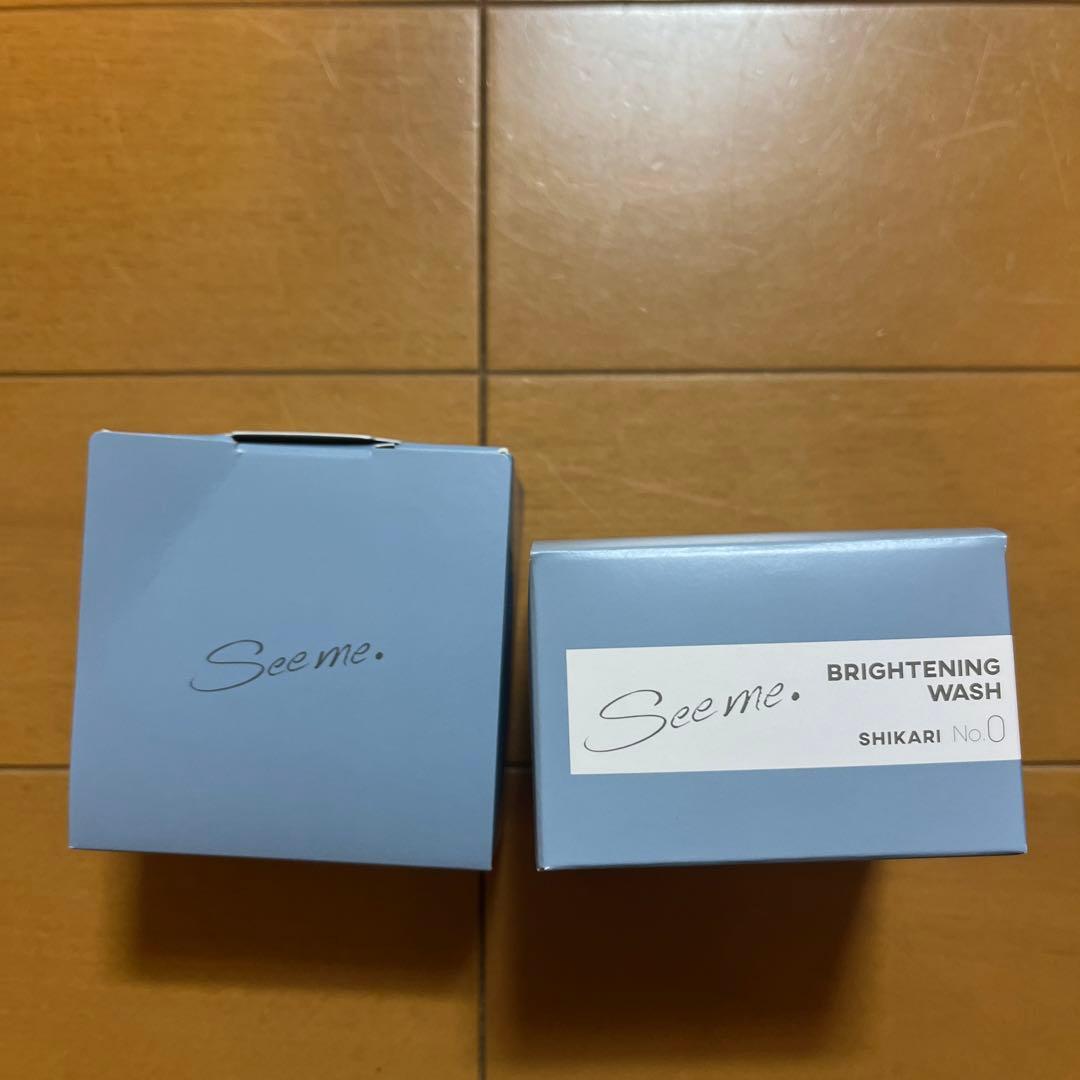 See me.
See me.
BRIGHTENING
WASH
SHIKARI No.0